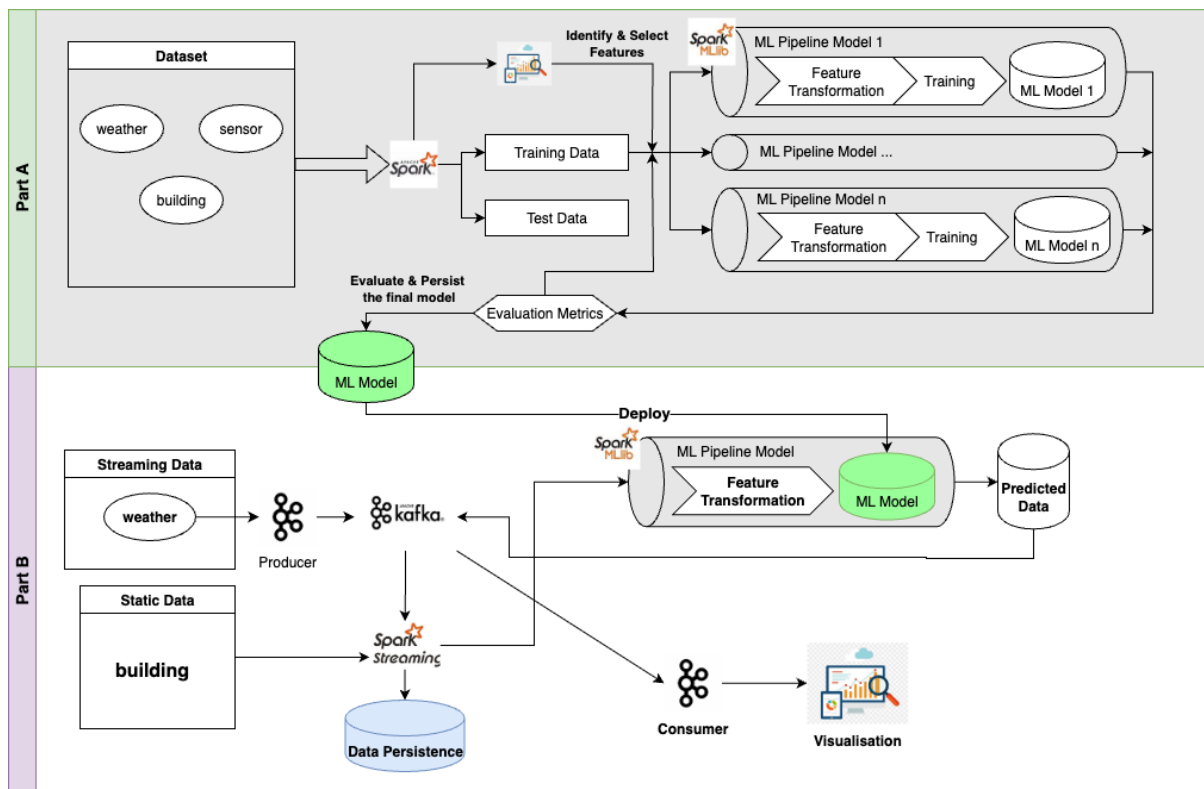 Part A
Dataset
weather
sensor
building
APACHE
Spark
Identify & Select
Features
Training Data
Test Data
Spark
MLlib
ML Pipeline Model 1
Feature
Transformation
Training
ML Model 1
ML Pipeline Model ...
ML Pipeline Model n
Feature
Transformation
Training
ML Model n
Evaluate & Persist
the final model
Evaluation Metrics
ML Model
Part B
Deploy
Streaming Data
weather
Producer
kafka
Spark
MLlib
ML Pipeline Model
Feature
Transformation
ML Model
Predicted
Data
Static Data
building
Spark
Streaming
Data Persistence
Consumer
Visualisation